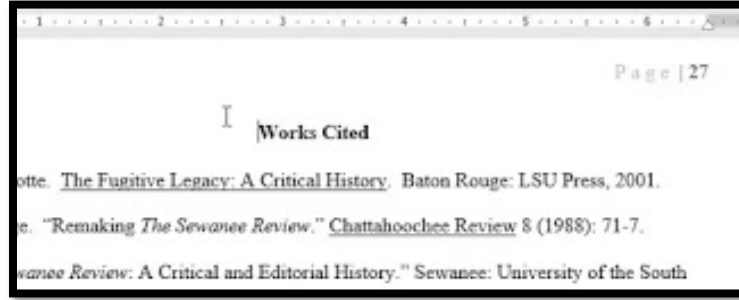 1 2 3 4 5 6
Page | 27
Works Cited
otte. The Fugitive Legacy: A Critical History. Baton Rouge: LSU Press, 2001.
e. “Remaking The Sewanee Review.” Chattahoochee Review 8 (1988): 71-7.
wanee Review: A Critical and Editorial History.” Sewanee: University of the South